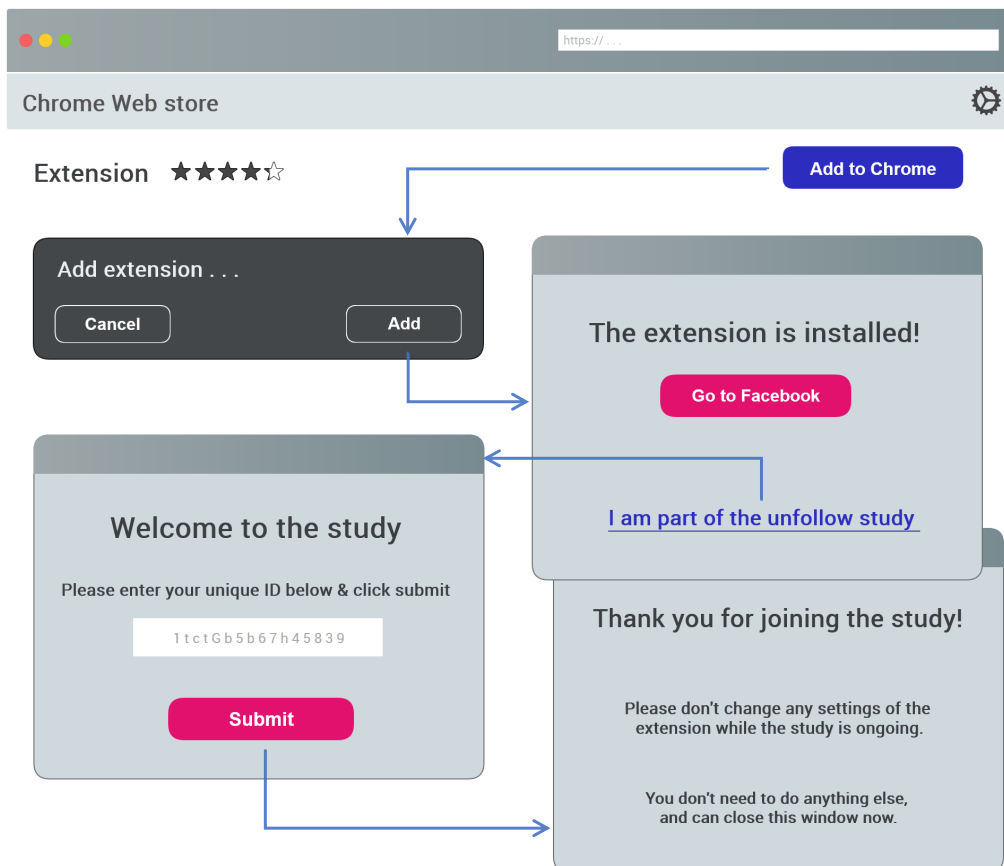 https:// . . .
Chrome Web store
Extension
Add to Chrome
Add extension . . .
Cancel
Add
The extension is installed!
Go to Facebook
I am part of the unfollow study
Welcome to the study
Please enter your unique ID below & click submit
1tctGb5b67h45839
Submit
Thank you for joining the study!
Please don't change any settings of the
extension while the study is ongoing.
You don't need to do anything else,
and can close this window now.